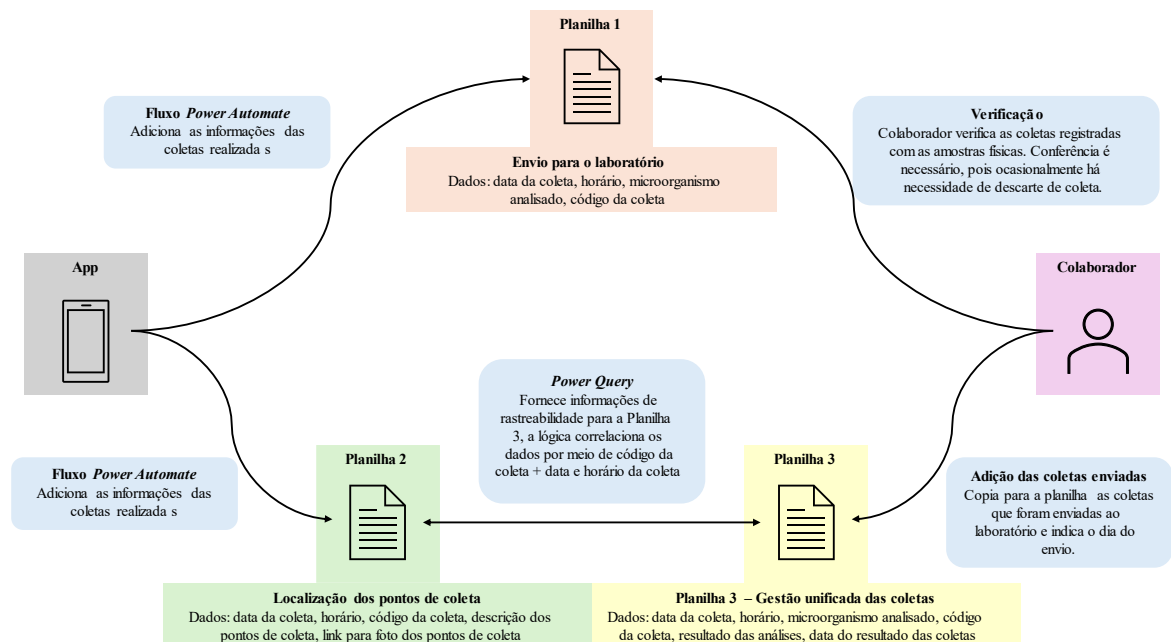 Planilha 1
Fluxo Power Automate
Adiciona as informações das
coletas realizada s
Verificação
Colaborador verifica as coletas registradas
com as amostras físicas. Conferência é
necessário, pois ocasionalmente há
necessidade de descarte de coleta.
Envio para o laboratório
Dados: data da coleta, horário, microorganismo
analisado, código da coleta
App
Colaborador
Power Query
Fornece informações de
rastreabilidade para a Planilha
3, a lógica correlaciona os
dados por meio de código da
coleta + data e horário da coleta
Fluxo Power Automate
Adiciona as informações das
coletas realizada s
Planilha 2
Planilha 3
Adição das coletas enviadas
Copia para a planilha as coletas
que foram enviadas ao
laboratório e indica o dia do
envio.
Localização dos pontos de coleta
Dados: data da coleta, horário, código da coleta, descrição dos
pontos de coleta, link para foto dos pontos de coleta
Planilha 3 – Gestão unificada das coletas
Dados: data da coleta, horário, microrganismo analisado, código
da coleta, resultado das análises, data do resultado das coletas